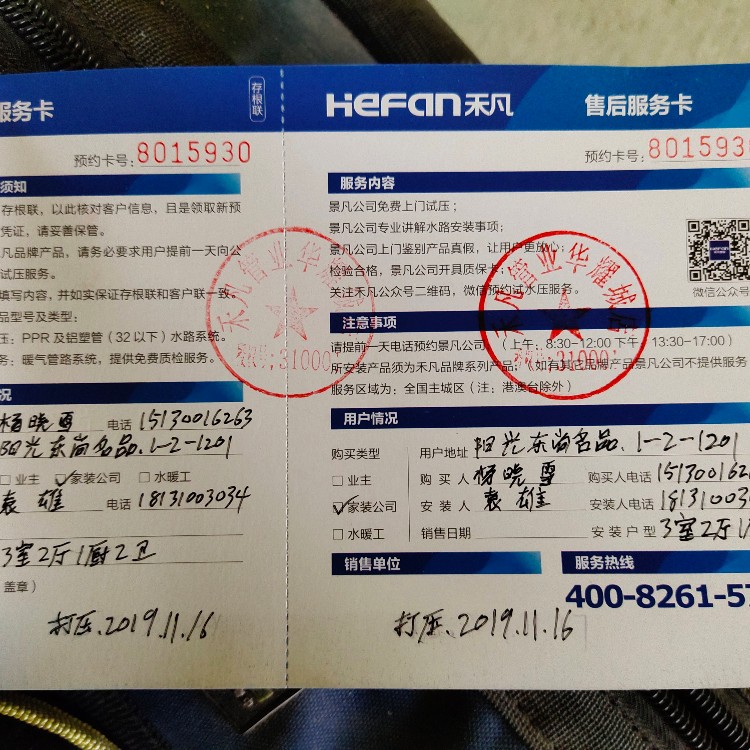 服务卡
存根联
预约卡号:8015930
须知
存根联，以此核对客户信息，且是领取新预
凭证，请妥善保管。
凡品牌产品，请务必要求用户提前一天向公
试压服务。
填写内容，并如实保证存根联和客户联一致。
品型号及类型：
压：PPR及铝塑管（32以下）水路系统。
务：暖气管路系统，提供免费质检服务。
况
杨晓雪 电话 15130016263
阳光东尚名品.1-2-1201
□业主 ☑家装公司 □水暖工
袁雄 电话 18131003034
3室2厅1厨2卫
盖章）
打压.2019.11.16
HEFAN禾凡 售后服务卡
预约卡号:8015930
服务内容
景凡公司免费上门试压；
景凡公司专业讲解水路安装事项；
景凡公司上门鉴别产品真假，让用户更放心；
检验合格，景凡公司开具质保卡；
关注禾凡公众号二维码，微信预约试水压服务。
微信公众号
禾凡管业华耀城店
310001
注意事项
请提前一天电话预约景凡公司（上午：8:30-12:00 下午：13:30-17:00）
所安装产品须为禾凡品牌系列产品；（如有其它品牌产品景凡公司不提供服务
服务区域为：全国主城区（注：港澳台除外）
用户情况
购买类型 用户地址 阳光东尚名品.1-2-1201
□业主 购买人 杨晓雪 购买人电话 151300162
☑家装公司 安装人 袁雄 安装人电话 18131003
□水暖工 销售日期 安装户型 3室2厅1
销售单位 服务热线
400-8261-57
打压.2019.11.16